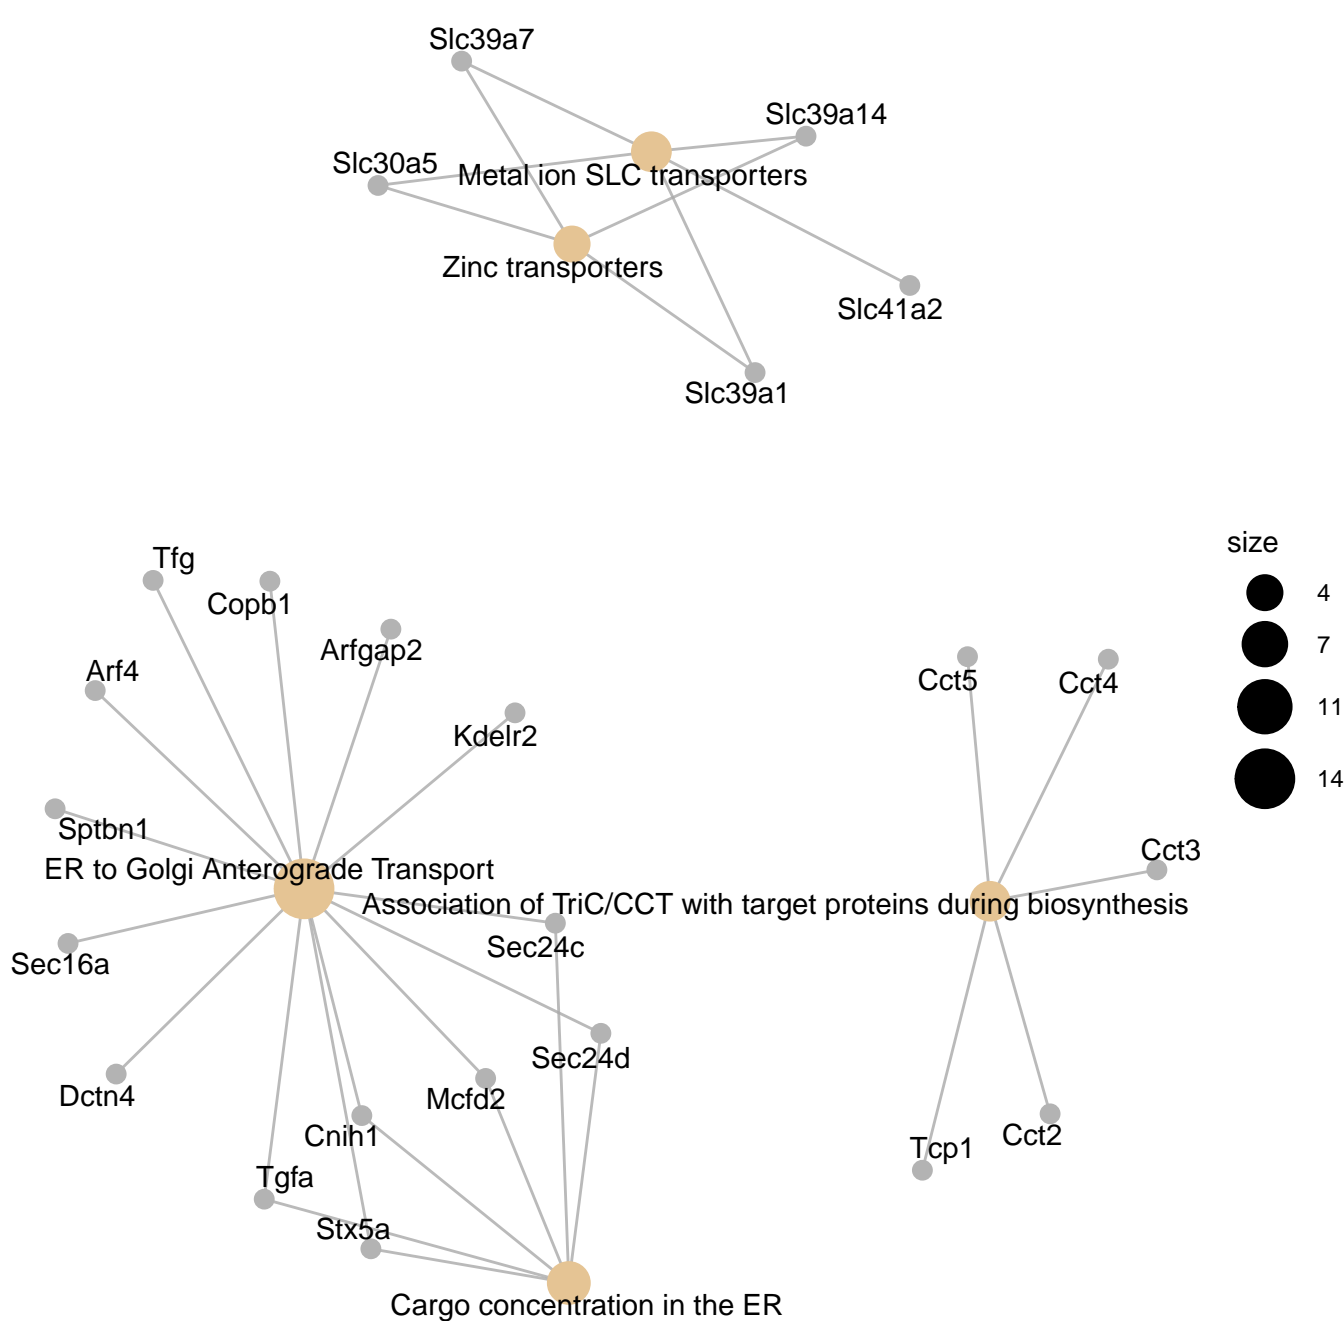 Slc39a7
Slc39a14
Slc30a5
Metal ion SLC transporters
Zinc transporters
Slc41a2
Slc39a1
size
4
7
11
14
Tfg
Copb1
Arfgap2
Arf4
Kdelr2
Sptbn1
ER to Golgi Anterograde Transport
Sec16a
Dctn4
Sec24c
Sec24d
Mcfd2
Cnih1
Tgfa
Stx5a
Cargo concentration in the ER
Cct5
Cct4
Cct3
Association of TriC/CCT with target proteins during biosynthesis
Cct2
Tcp1